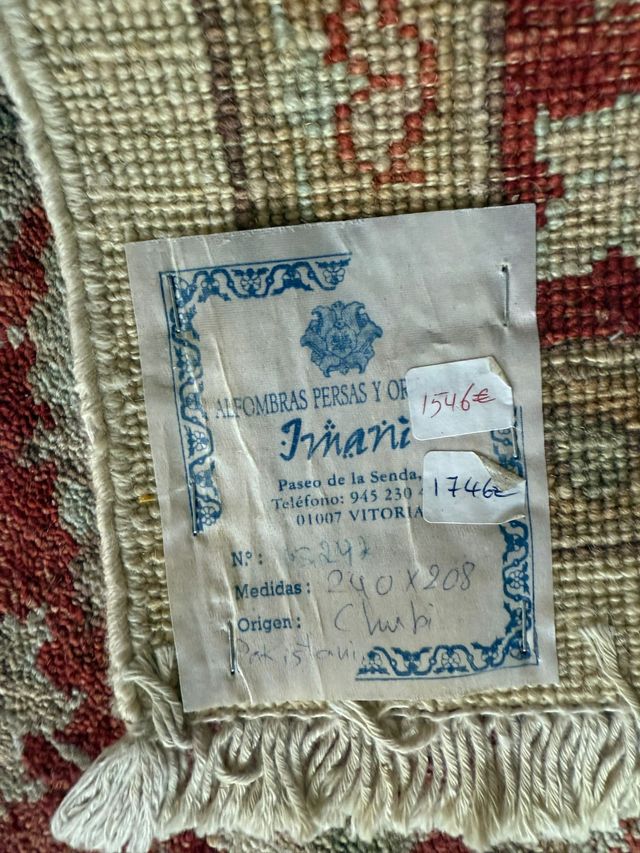 ALFOMBRAS PERSAS Y OR
1546€
Imani
Paseo de la Senda,
1746€
Teléfono: 945 230
01007 VITORIA
Nº:
Medidas: 240 x 208
Origen: Chubi
Pakistani